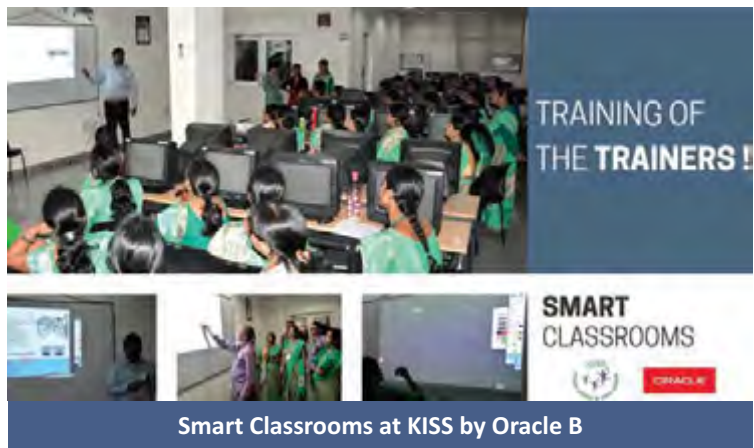 TRAINING OF
THE TRAINERS !
SMART
CLASSROOMS
ORACLE
Smart Classrooms at KISS by Oracle B